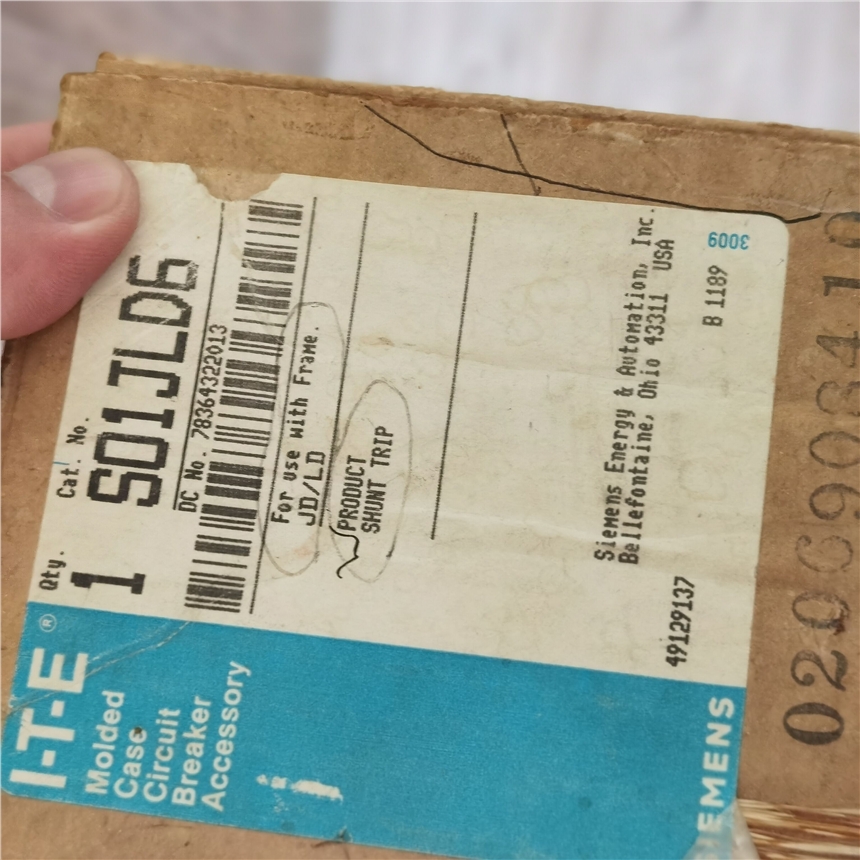 I-T-E®
Molded
Case
Circuit
Breaker
Accessory
SIEMENS
Qty.
1
Cat. No.
S01JLD6
DC No. 78364322013
For use with Frame.
JD/LD
PRODUCT
SHUNT TRIP
Siemens Energy & Automation, Inc.
Bellefontaine, Ohio 43311 USA
49129137
B 1189
3009